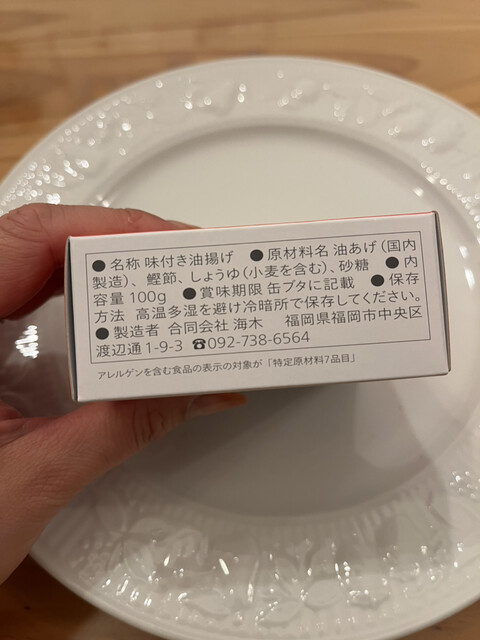 ●名称 味付き油揚げ ●原材料名 油あげ(国内
製造)、鰹節、しょうゆ(小麦を含む)、砂糖 ●内
容量 100g ●賞味期限 缶ブタに記載 ●保存
方法 高温多湿を避け冷暗所で保存してください。
●製造者 合同会社 海木 福岡県福岡市中央区
渡辺通1-9-3 ☎092-738-6564
アレルゲンを含む食品の表示の対象が「特定原材料7品目」